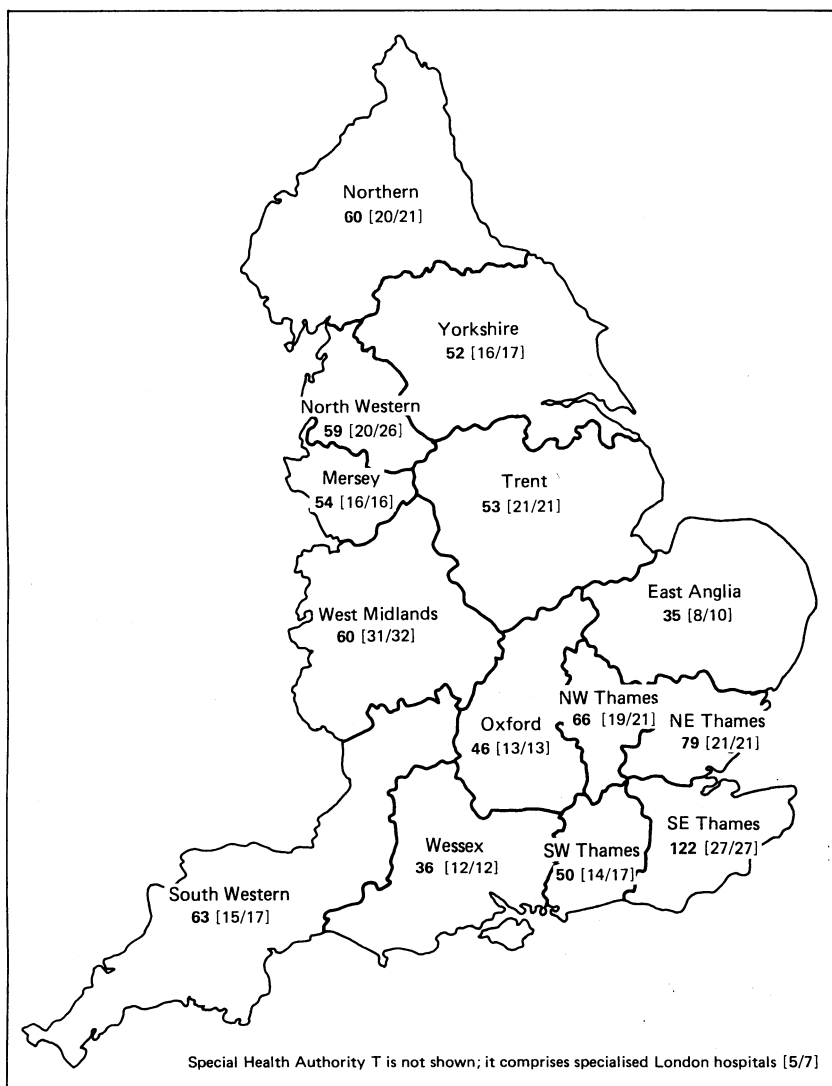 Northern
60 [20/21]
Yorkshire
52 [16/17]
North Western
59 [20/26]
Mersey
54 [16/16]
Trent
53 [21/21]
East Anglia
35 [8/10]
West Midlands
60 [31/32]
NW Thames
66 [19/21]
NE Thames
79 [21/21]
Oxford
46 [13/13]
SE Thames
122 [27/27]
Wessex
36 [12/12]
SW Thames
50 [14/17]
South Western
63 [15/17]
Special Health Authority T is not shown; it comprises specialised London hospitals [5/7]